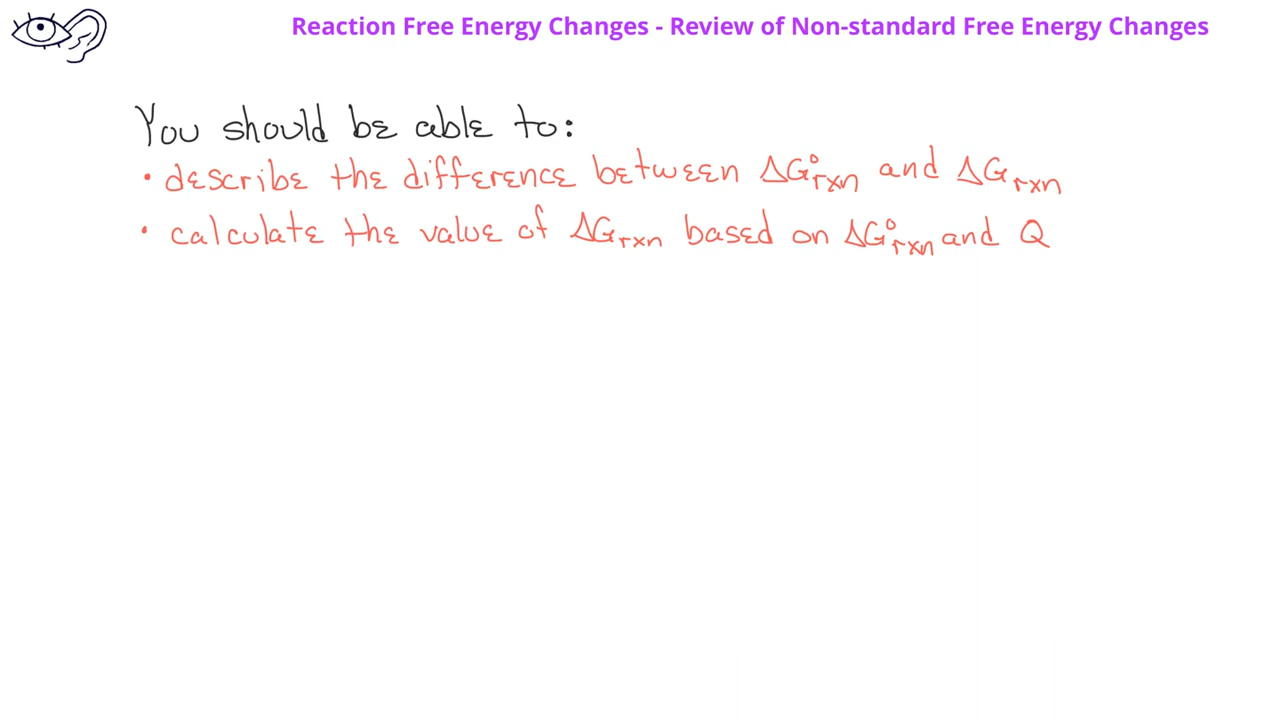 Reaction Free Energy Changes - Review of Non-standard Free Energy Changes
You should be able to:
• describe the difference between ΔG°rxn and ΔGrxn
• calculate the value of ΔGrxn based on ΔG°rxn and Q